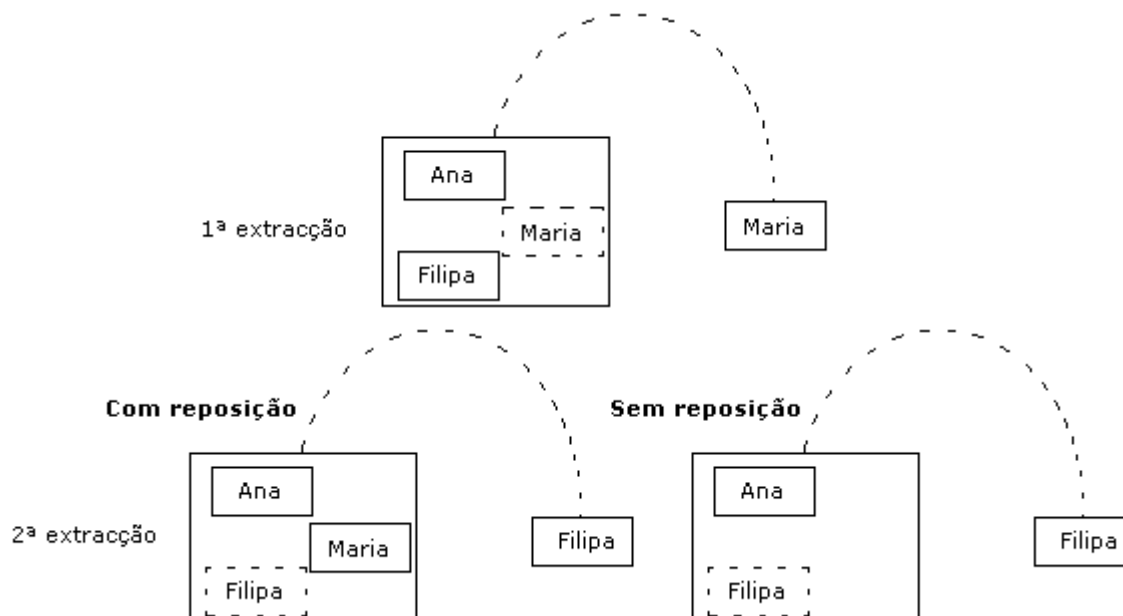 Ana
1ª extracção
Maria
Maria
Filipa
Com reposição
Sem reposição
Ana
Ana
2ª extracção
Maria
Filipa
Filipa
Filipa
Filipa